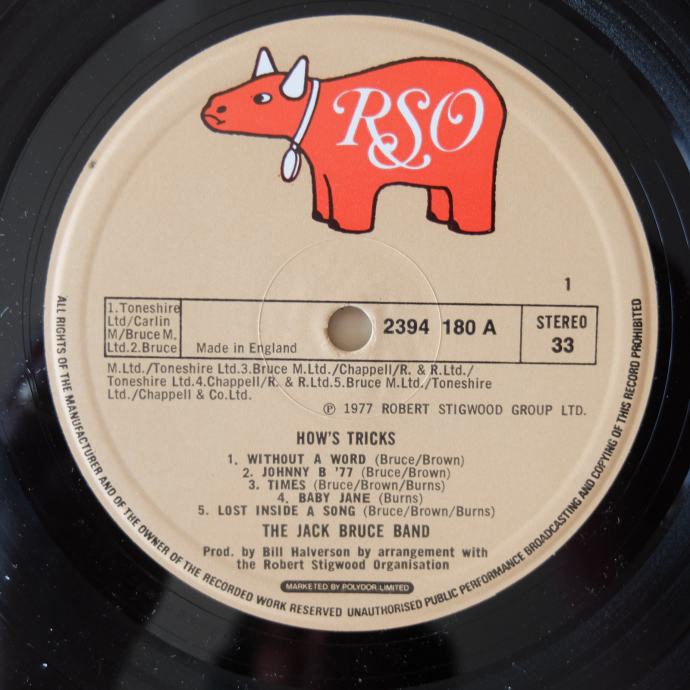 RSO
1
1.Toneshire
Ltd/Carlin
M/Bruce M.
Ltd.2.Bruce
Made in England
2394 180 A
STEREO
33
M.Ltd./Toneshire Ltd.3.Bruce M.Ltd./Chappell/R. & R.Ltd./
Toneshire Ltd.4.Chappell/R. & R.Ltd.5.Bruce M.Ltd./Toneshire
Ltd./Chappell & Co.Ltd.
℗ 1977 ROBERT STIGWOOD GROUP LTD.
HOW'S TRICKS
1. WITHOUT A WORD (Bruce/Brown)
2. JOHNNY B '77 (Bruce/Brown)
3. TIMES (Bruce/Brown/Burns)
4. BABY JANE (Burns)
5. LOST INSIDE A SONG (Bruce/Brown/Burns)
THE JACK BRUCE BAND
Prod. by Bill Halverson by arrangement with
the Robert Stigwood Organisation
MARKETED BY POLYDOR LIMITED
ALL RIGHTS OF THE MANUFACTURER AND OF THE OWNER OF THE RECORDED WORK RESERVED UNAUTHORISED PUBLIC PERFORMANCE BROADCASTING AND COPYING OF THIS RECORD PROHIBITED